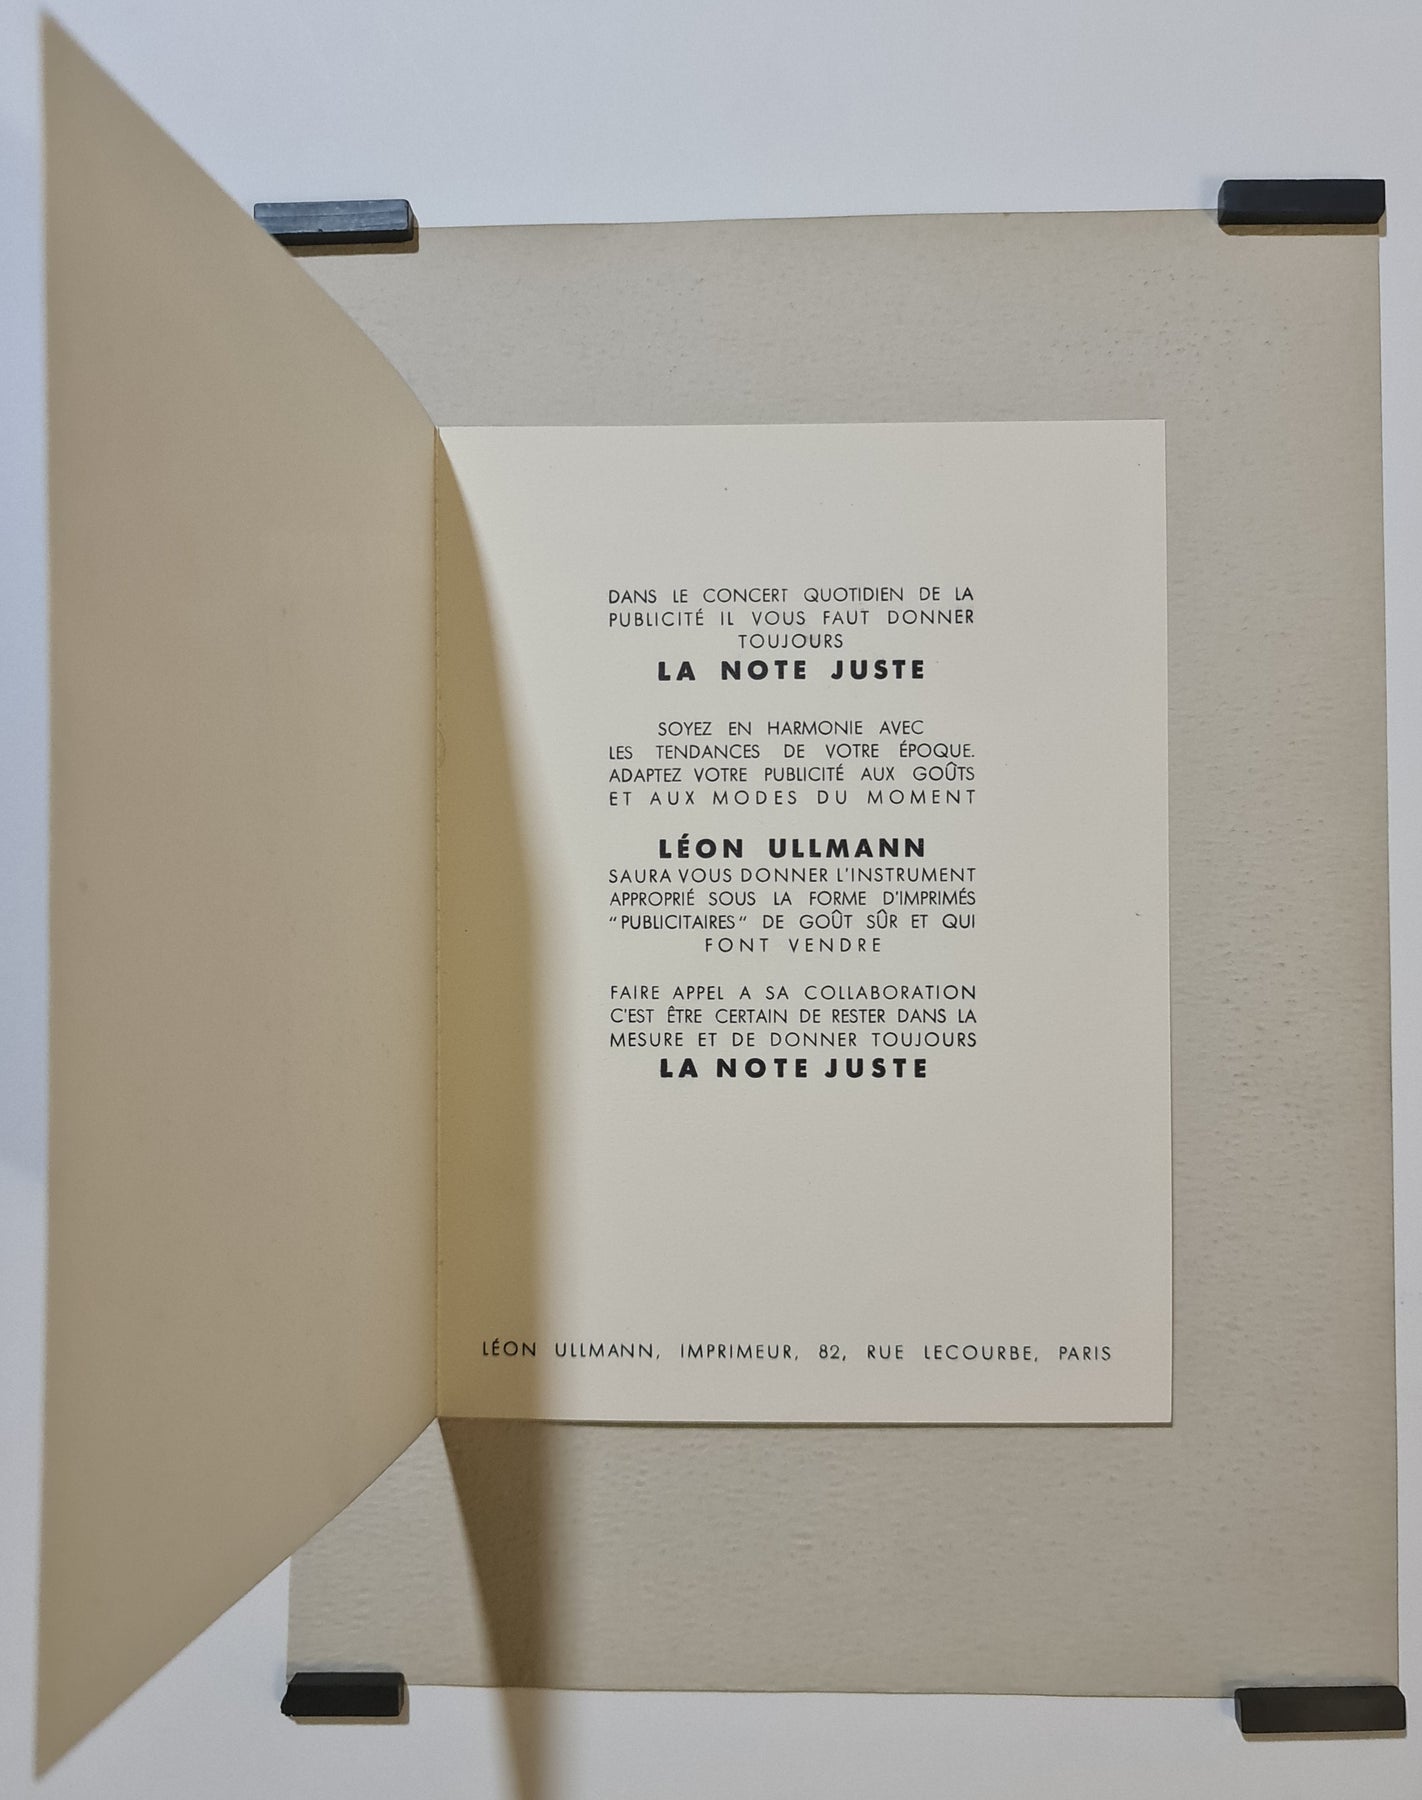 DANS LE CONCERT QUOTIDIEN DE LA
PUBLICITÉ IL VOUS FAUT DONNER
TOUJOURS
LA NOTE JUSTE
SOYEZ EN HARMONIE AVEC
LES TENDANCES DE VOTRE ÉPOQUE.
ADAPTEZ VOTRE PUBLICITÉ AUX GOÛTS
ET AUX MODES DU MOMENT
LÉON ULLMANN
SAURA VOUS DONNER L'INSTRUMENT
APPROPRIÉ SOUS LA FORME D'IMPRIMÉS
“PUBLICITAIRES“ DE GOÛT SÛR ET QUI
FONT VENDRE
FAIRE APPEL A SA COLLABORATION
C'EST ÊTRE CERTAIN DE RESTER DANS LA
MESURE ET DE DONNER TOUJOURS
LA NOTE JUSTE
LÉON ULLMANN, IMPRIMEUR, 82, RUE LECOURBE, PARIS